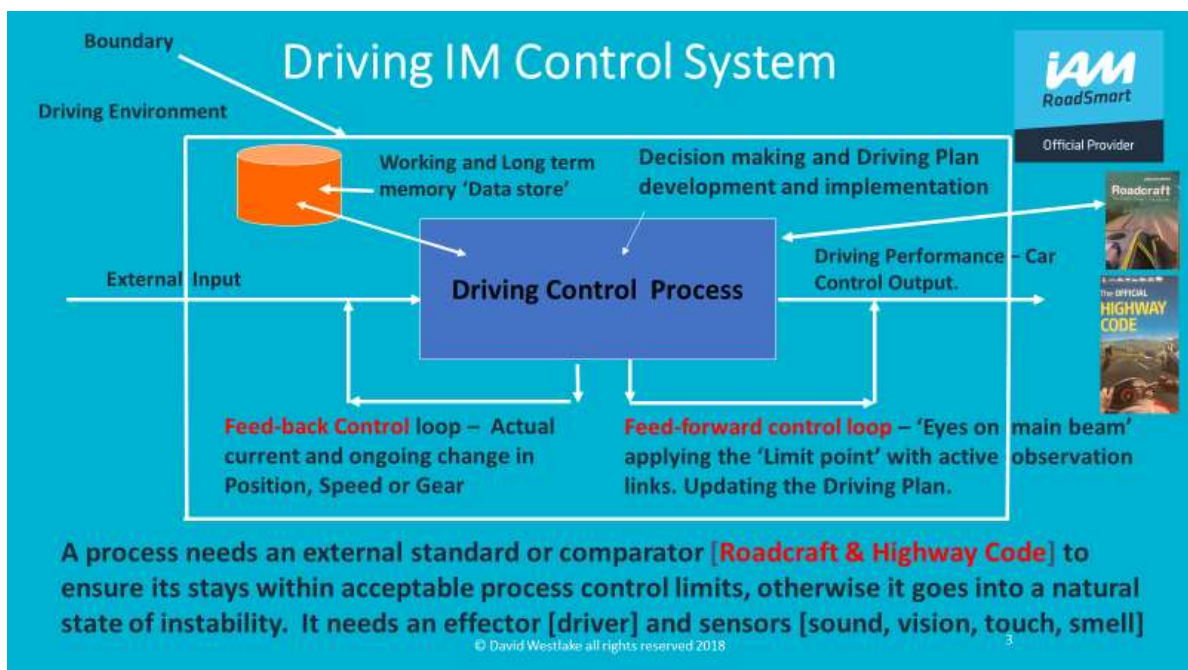 Boundary
Driving IM Control System
iAM
RoadSmart
Official Provider
Driving Environment
Working and Long term
memory ‘Data store’
Decision making and Driving Plan
development and implementation
Roadcraft
External Input
Driving Control Process
Driving Performance – Car
Control Output.
The OFFICIAL
HIGHWAY
CODE
Feed-back Control loop – Actual
current and ongoing change in
Position, Speed or Gear
Feed-forward control loop – ‘Eyes on main beam’
applying the ‘Limit point’ with active observation
links. Updating the Driving Plan.
A process needs an external standard or comparator [Roadcraft & Highway Code] to
ensure its stays within acceptable process control limits, otherwise it goes into a natural
state of instability. It needs an effector [driver] and sensors [sound, vision, touch, smell]
© David Westlake all rights reserved 2018
3